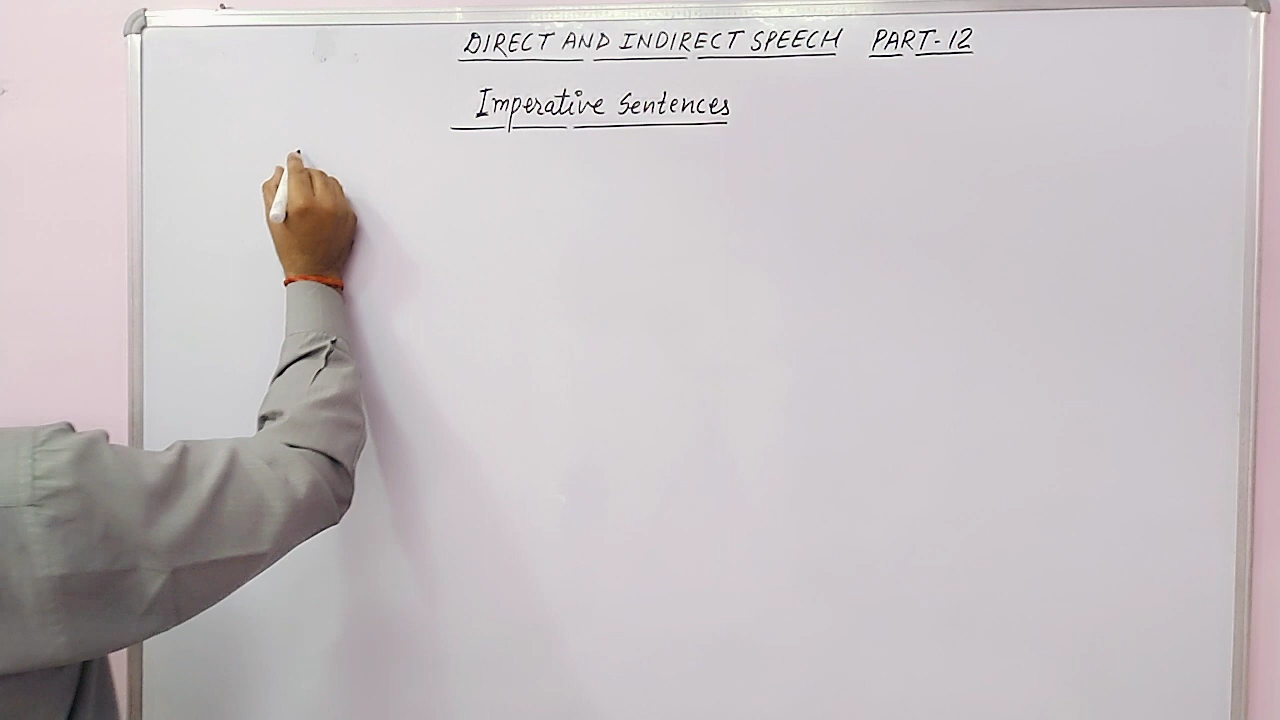 DIRECT AND INDIRECT SPEECH PART-12
Imperative Sentences